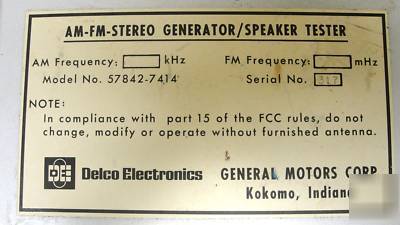 AM-FM-STEREO GENERATOR/SPEAKER TESTER
AM Frequency: kHz FM Frequency: mHz
Model No. 57842-7414 Serial No. 317
NOTE:
In compliance with part 15 of the FCC rules, do not
change, modify or operate without furnished antenna.
DE Delco Electronics GENERAL MOTORS CORP
Kokomo, Indiana